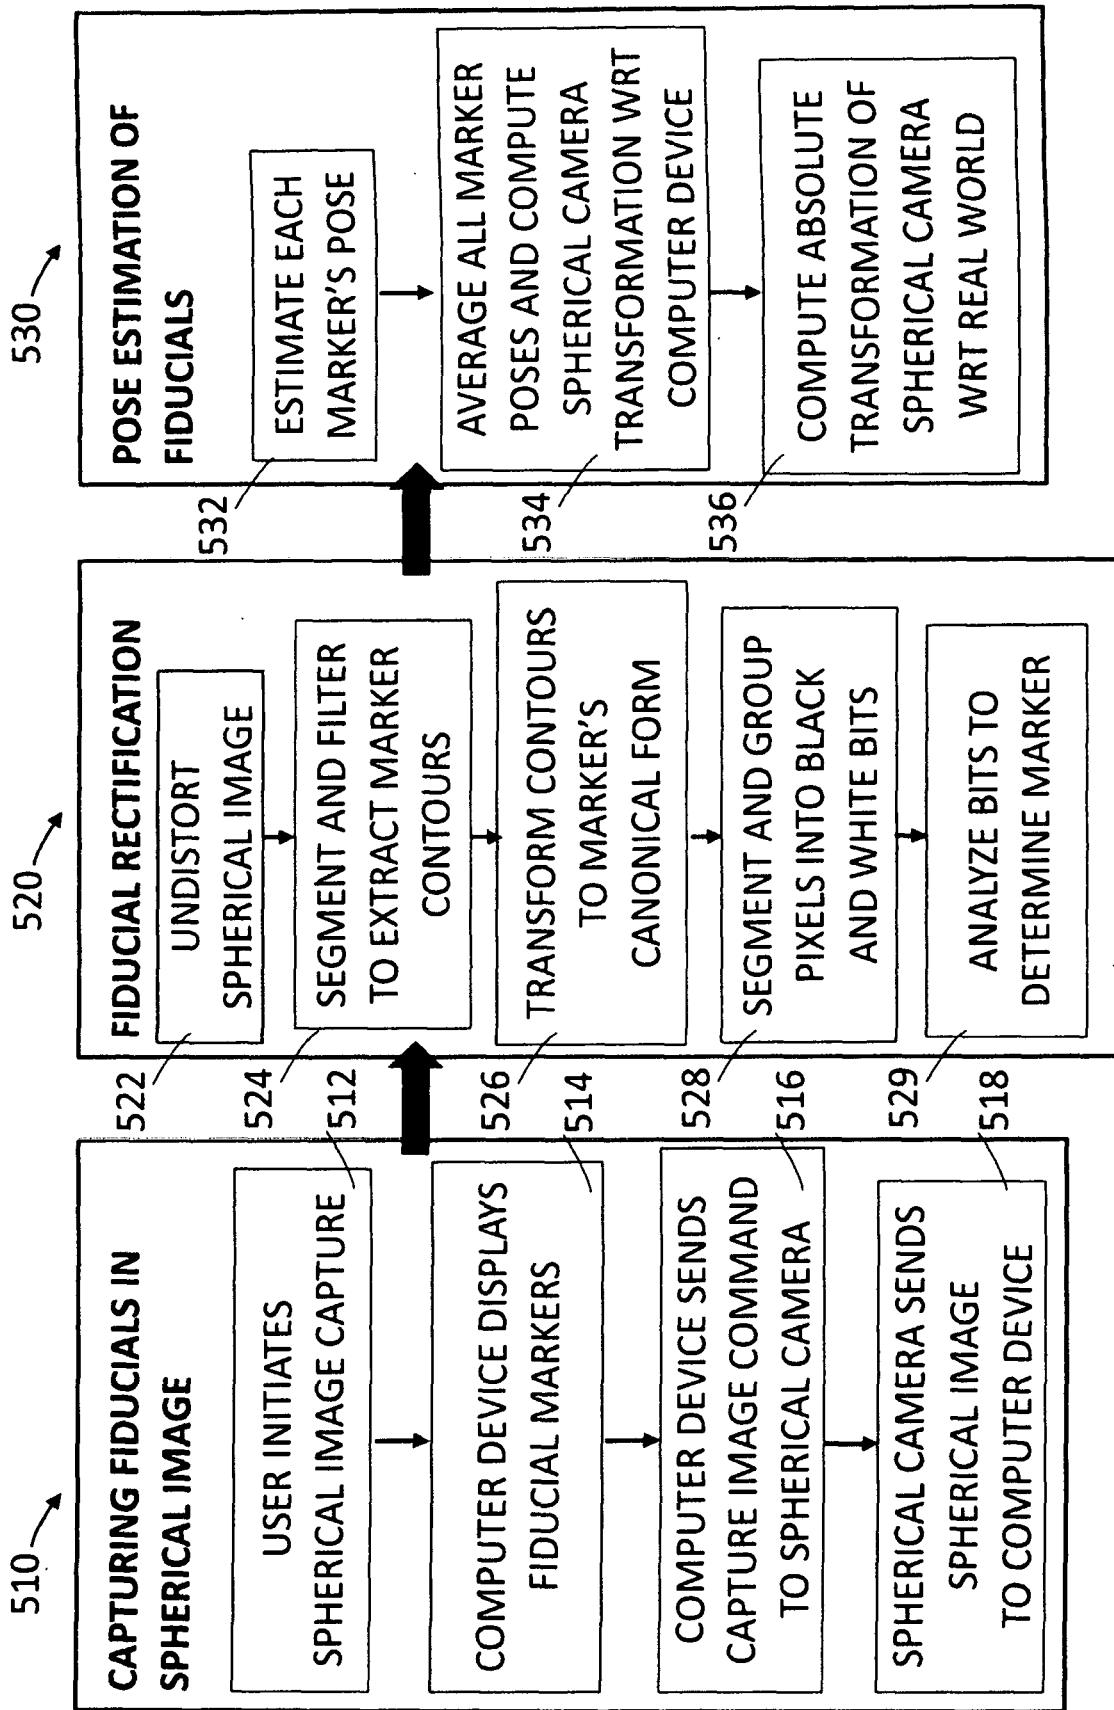 510
CAPTURING FIDUCIALS IN
SPHERICAL IMAGE
USER INITIATES
SPHERICAL IMAGE CAPTURE
512
COMPUTER DEVICE DISPLAYS
FIDUCIAL MARKERS
514
COMPUTER DEVICE SENDS
CAPTURE IMAGE COMMAND
TO SPHERICAL CAMERA
516
SPHERICAL CAMERA SENDS
SPHERICAL IMAGE
TO COMPUTER DEVICE
518
520
FIDUCIAL RECTIFICATION
UNDISTORT
SPHERICAL IMAGE
522
SEGMENT AND FILTER
TO EXTRACT MARKER
CONTOURS
524
TRANSFORM CONTOURS
TO MARKER'S
CANONICAL FORM
526
SEGMENT AND GROUP
PIXELS INTO BLACK
AND WHITE BITS
528
ANALYZE BITS TO
DETERMINE MARKER
529
530
POSE ESTIMATION OF
FIDUCIALS
ESTIMATE EACH
MARKER'S POSE
532
AVERAGE ALL MARKER
POSES AND COMPUTE
SPHERICAL CAMERA
TRANSFORMATION WRT
COMPUTER DEVICE
534
COMPUTE ABSOLUTE
TRANSFORMATION OF
SPHERICAL CAMERA
WRT REAL WORLD
536